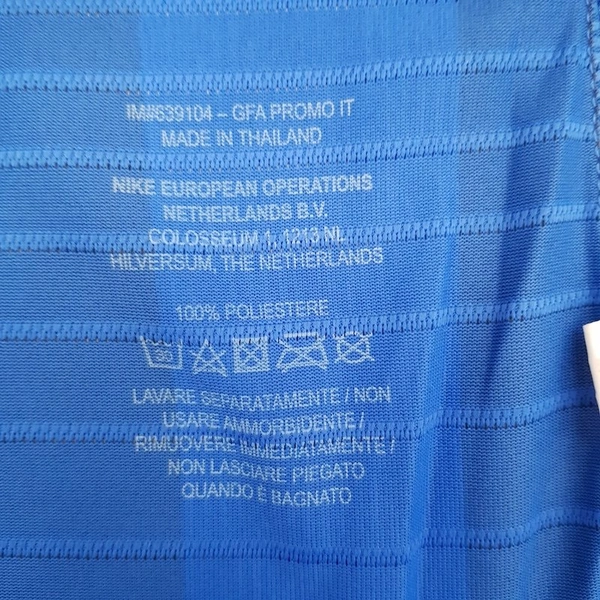 IM#639104 – GFA PROMO IT
MADE IN THAILAND
NIKE EUROPEAN OPERATIONS
NETHERLANDS B.V.
COLOSSEUM 1, 1213 NL
HILVERSUM, THE NETHERLANDS
100% POLIESTERE
30
LAVARE SEPARATAMENTE / NON
USARE AMMORBIDENTE /
RIMUOVERE IMMEDIATAMENTE /
NON LASCIARE PIEGATO
QUANDO È BAGNATO